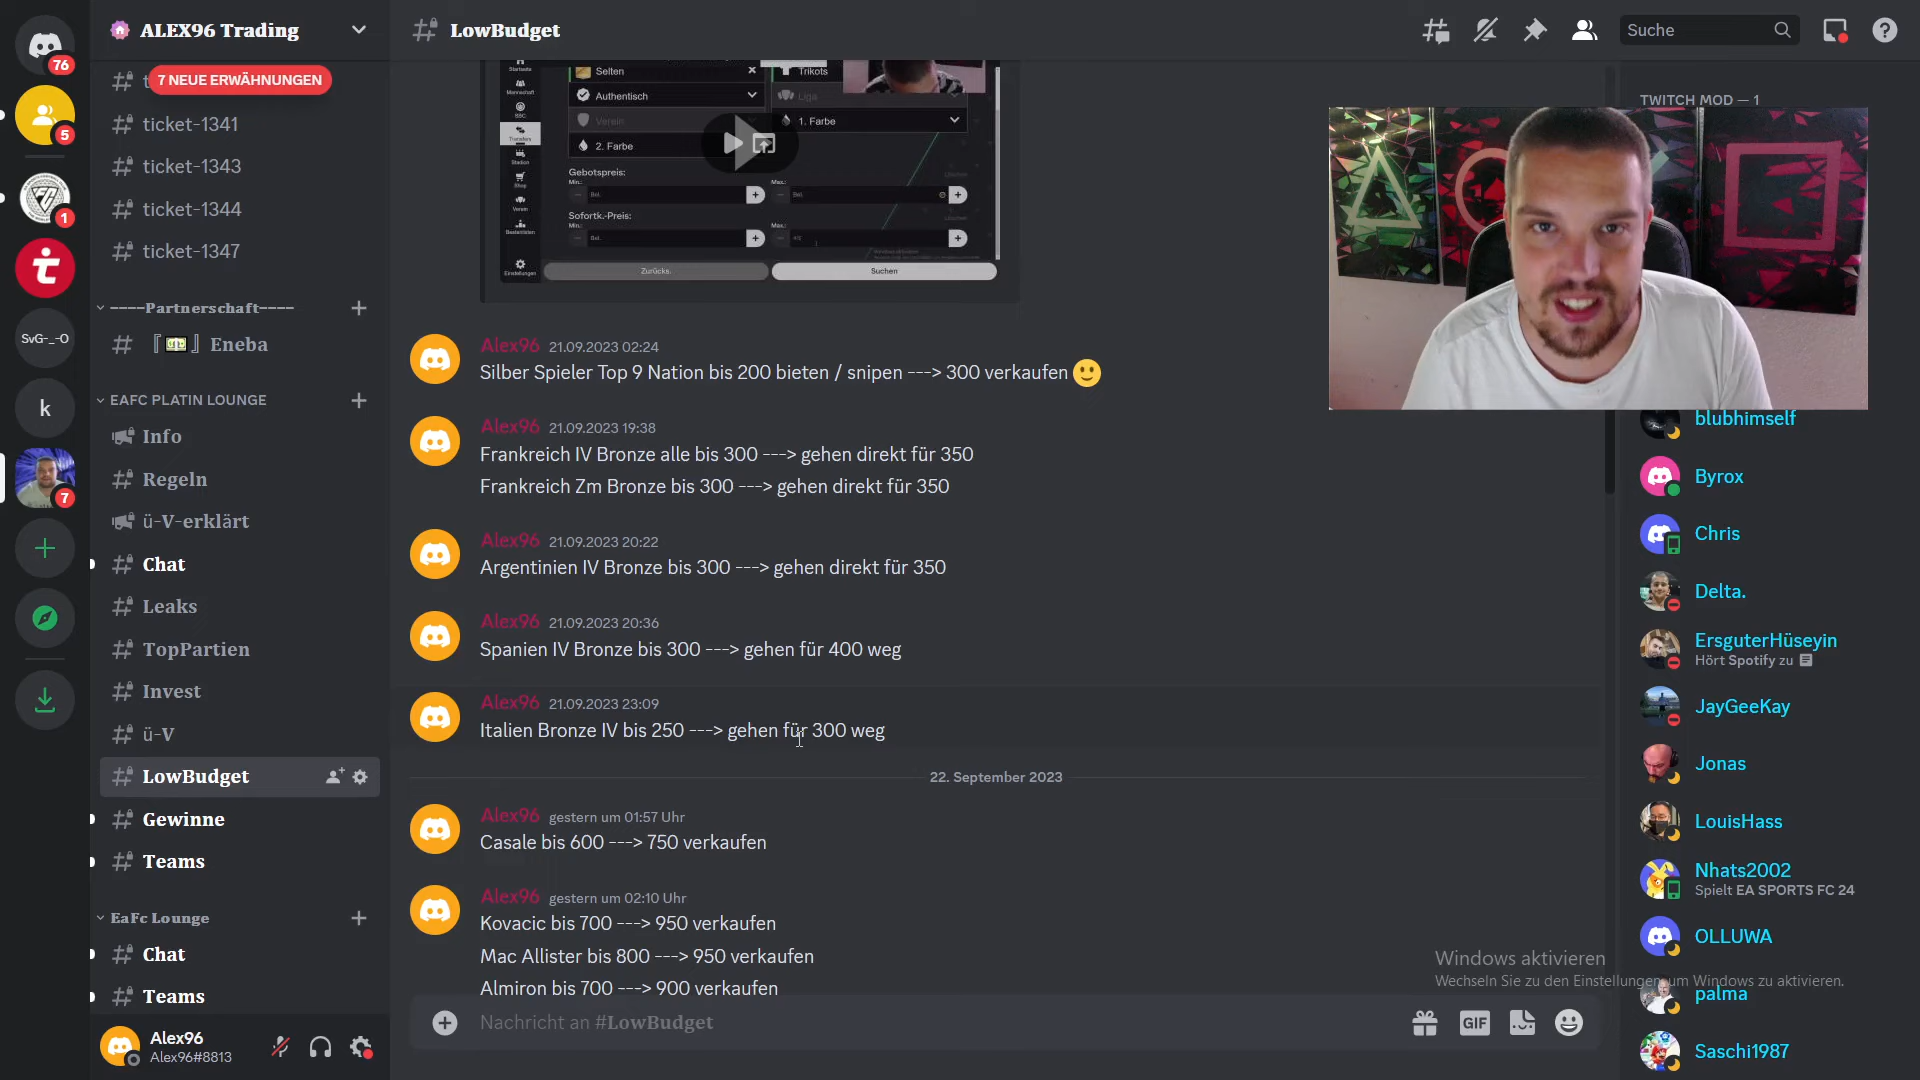 76
5
1
SvG-_-O
k
7
ALEX96 Trading
7 NEUE ERWÄHNUNGEN
ticket-1341
ticket-1343
ticket-1344
ticket-1347
----Partnerschaft----
Eneba
EAFC PLATIN LOUNGE
Info
Regeln
ü-V-erklärt
Chat
Leaks
TopPartien
Invest
ü-V
LowBudget
Gewinne
Teams
EaFc Lounge
Chat
Teams
Alex96
Alex96#8813
LowBudget
Suche
Selten
Trikots
Authentisch
Liga
Verein
1. Farbe
2. Farbe
Gebotspreis:
Min.:
Max.:
Sofortk.-Preis:
Min.:
Max.:
Zurücks.
Suchen
Alex96 21.09.2023 02:24
Silber Spieler Top 9 Nation bis 200 bieten / snipen ---> 300 verkaufen
Alex96 21.09.2023 19:38
Frankreich IV Bronze alle bis 300 ---> gehen direkt für 350
Frankreich Zm Bronze bis 300 ---> gehen direkt für 350
Alex96 21.09.2023 20:22
Argentinien IV Bronze bis 300 ---> gehen direkt für 350
Alex96 21.09.2023 20:36
Spanien IV Bronze bis 300 ---> gehen für 400 weg
Alex96 21.09.2023 23:09
Italien Bronze IV bis 250 ---> gehen für 300 weg
22. September 2023
Alex96 gestern um 01:57 Uhr
Casale bis 600 ---> 750 verkaufen
Alex96 gestern um 02:10 Uhr
Kovacic bis 700 ---> 950 verkaufen
Mac Allister bis 800 ---> 950 verkaufen
Almiron bis 700 ---> 900 verkaufen
Nachricht an #LowBudget
GIF
TWITCH MOD — 1
blubhimself
Byrox
Chris
Delta.
ErsguterHüseyin
Hört Spotify zu
JayGeeKay
Jonas
LouisHass
Nhats2002
Spielt EA SPORTS FC 24
OLLUWA
palma
Saschi1987
Windows aktivieren
Wechseln Sie zu den Einstellungen, um Windows zu aktivieren.